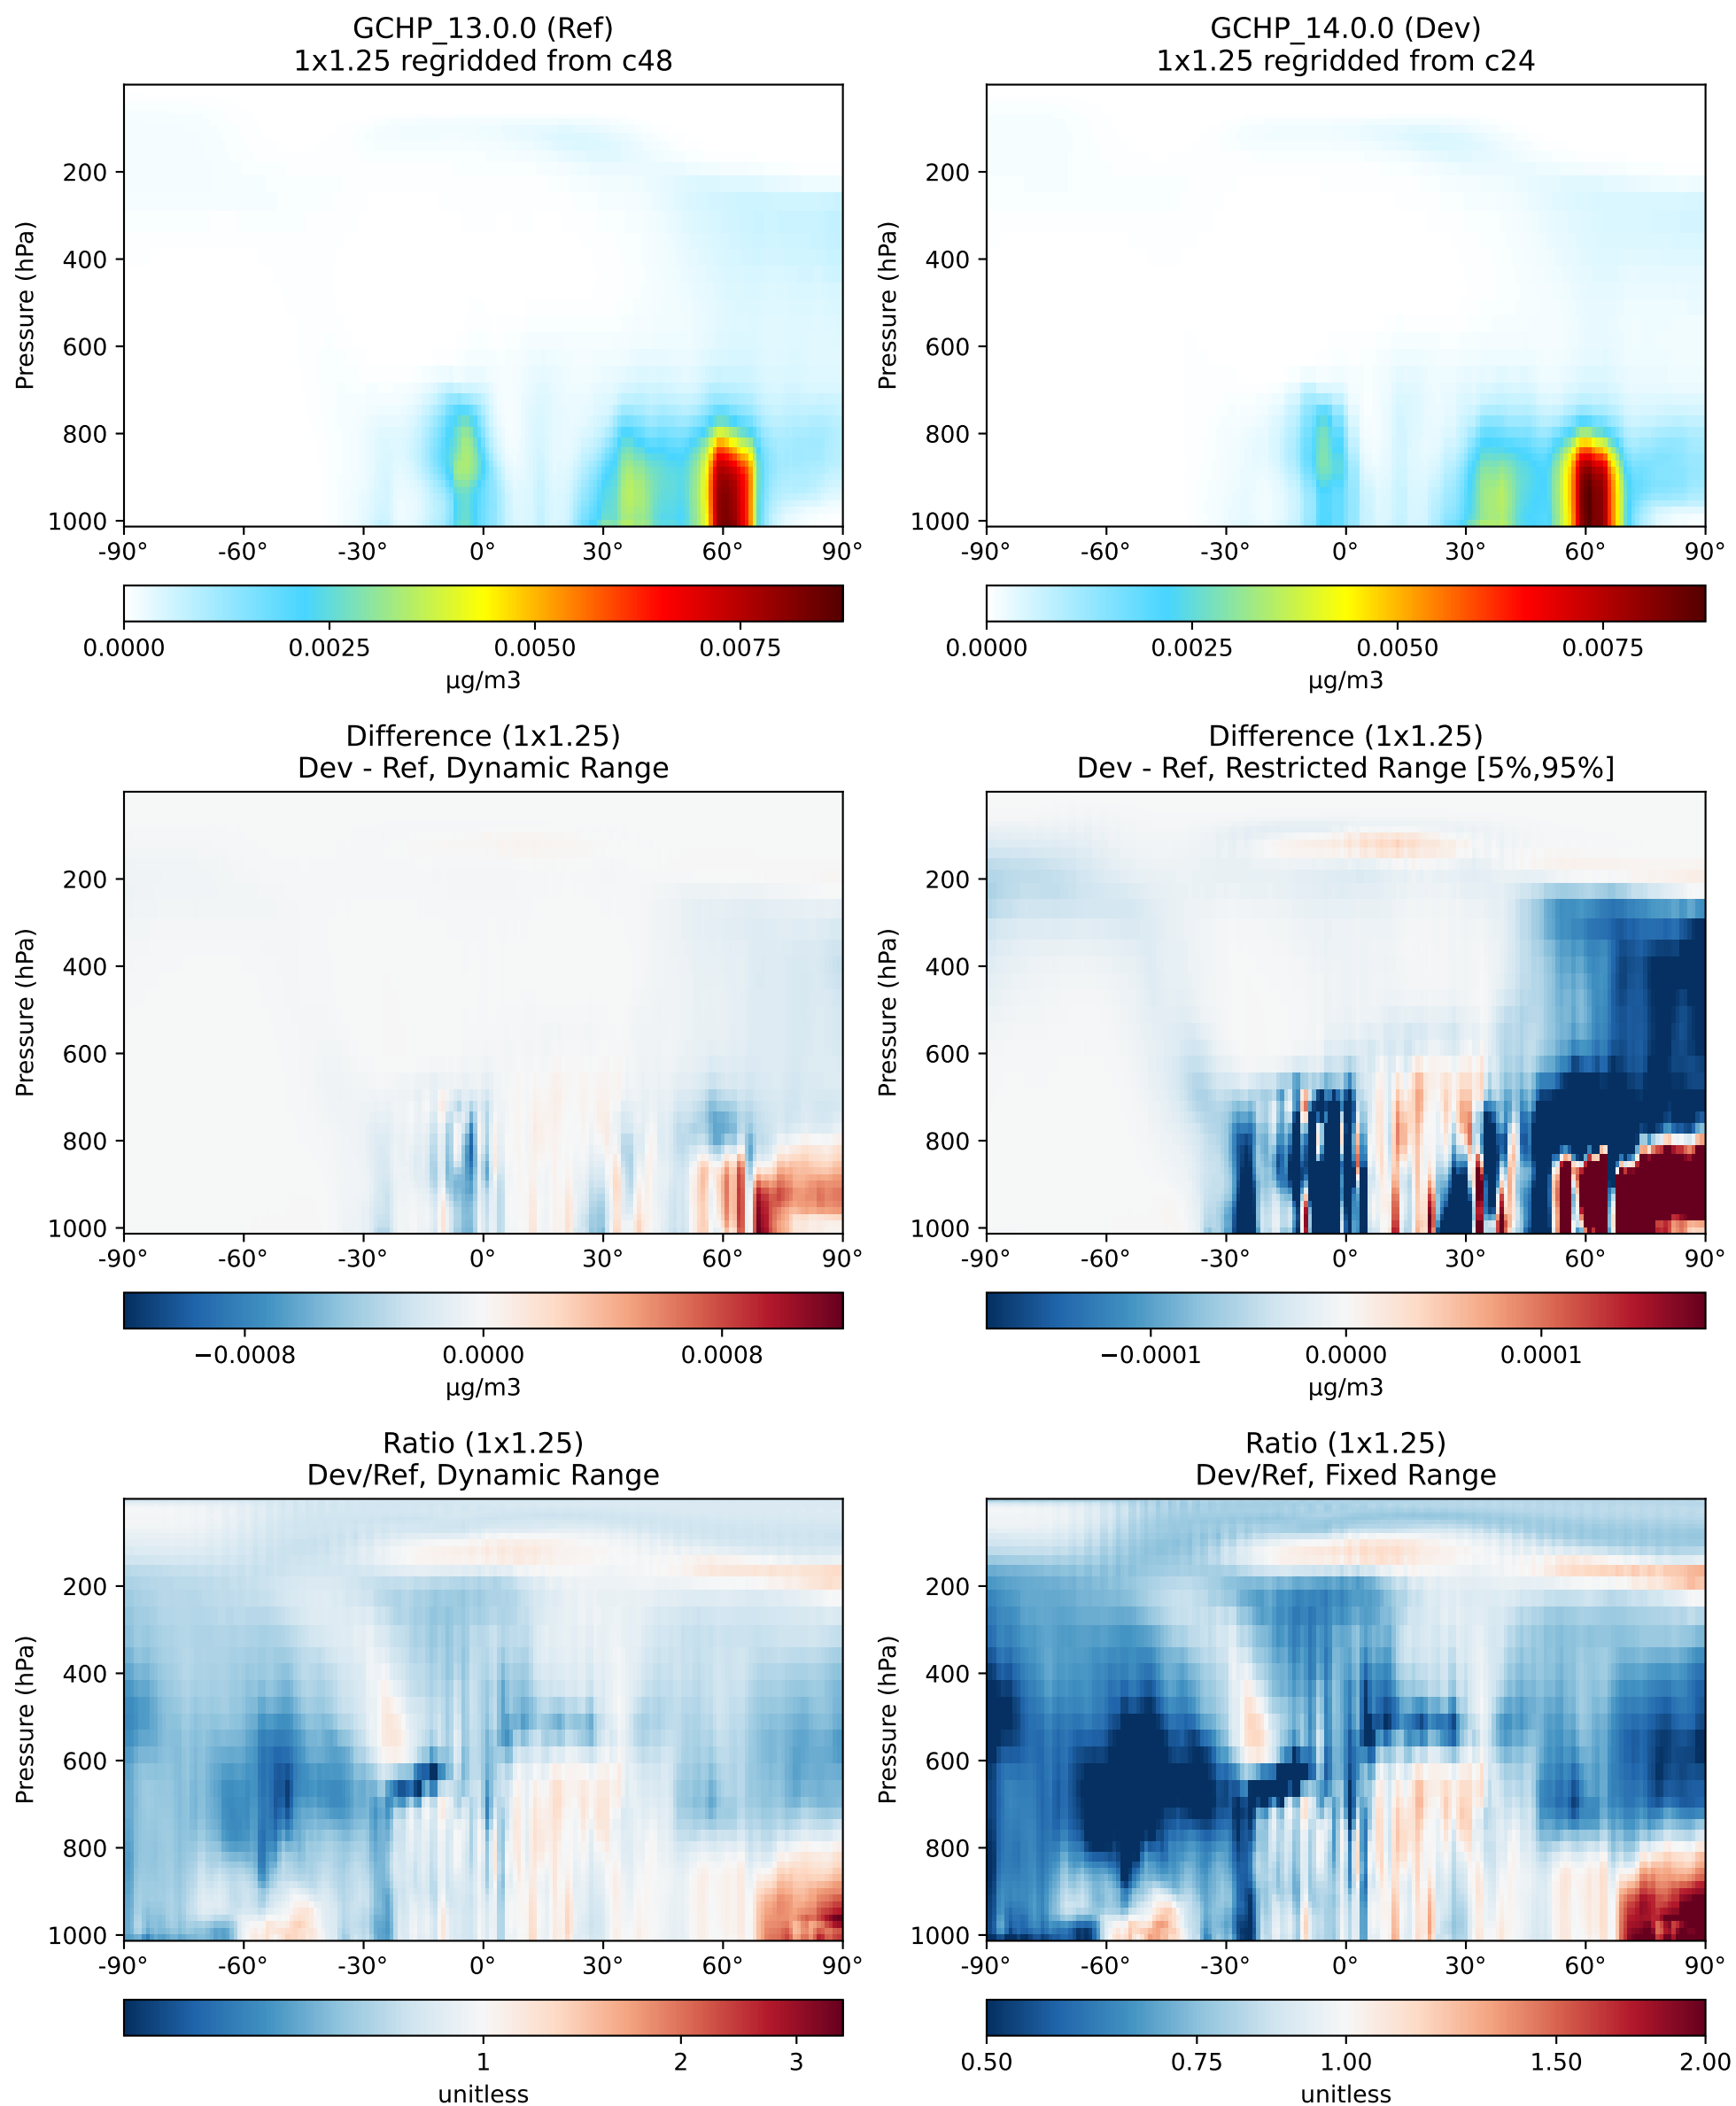 GCHP_13.0.0 (Ref)
1x1.25 regridded from c48
Pressure (hPa)
200
400
600
800
1000
-90° -60° -30° 0° 30° 60° 90°
0.0000 0.0025 0.0050 0.0075
μg/m3
GCHP_14.0.0 (Dev)
1x1.25 regridded from c24
Pressure (hPa)
200
400
600
800
1000
-90° -60° -30° 0° 30° 60° 90°
0.0000 0.0025 0.0050 0.0075
μg/m3
Difference (1x1.25)
Dev - Ref, Dynamic Range
Pressure (hPa)
200
400
600
800
1000
-90° -60° -30° 0° 30° 60° 90°
−0.0008 0.0000 0.0008
μg/m3
Difference (1x1.25)
Dev - Ref, Restricted Range [5%,95%]
Pressure (hPa)
200
400
600
800
1000
-90° -60° -30° 0° 30° 60° 90°
−0.0001 0.0000 0.0001
μg/m3
Ratio (1x1.25)
Dev/Ref, Dynamic Range
Pressure (hPa)
200
400
600
800
1000
-90° -60° -30° 0° 30° 60° 90°
1 2 3
unitless
Ratio (1x1.25)
Dev/Ref, Fixed Range
Pressure (hPa)
200
400
600
800
1000
-90° -60° -30° 0° 30° 60° 90°
0.50 0.75 1.00 1.50 2.00
unitless